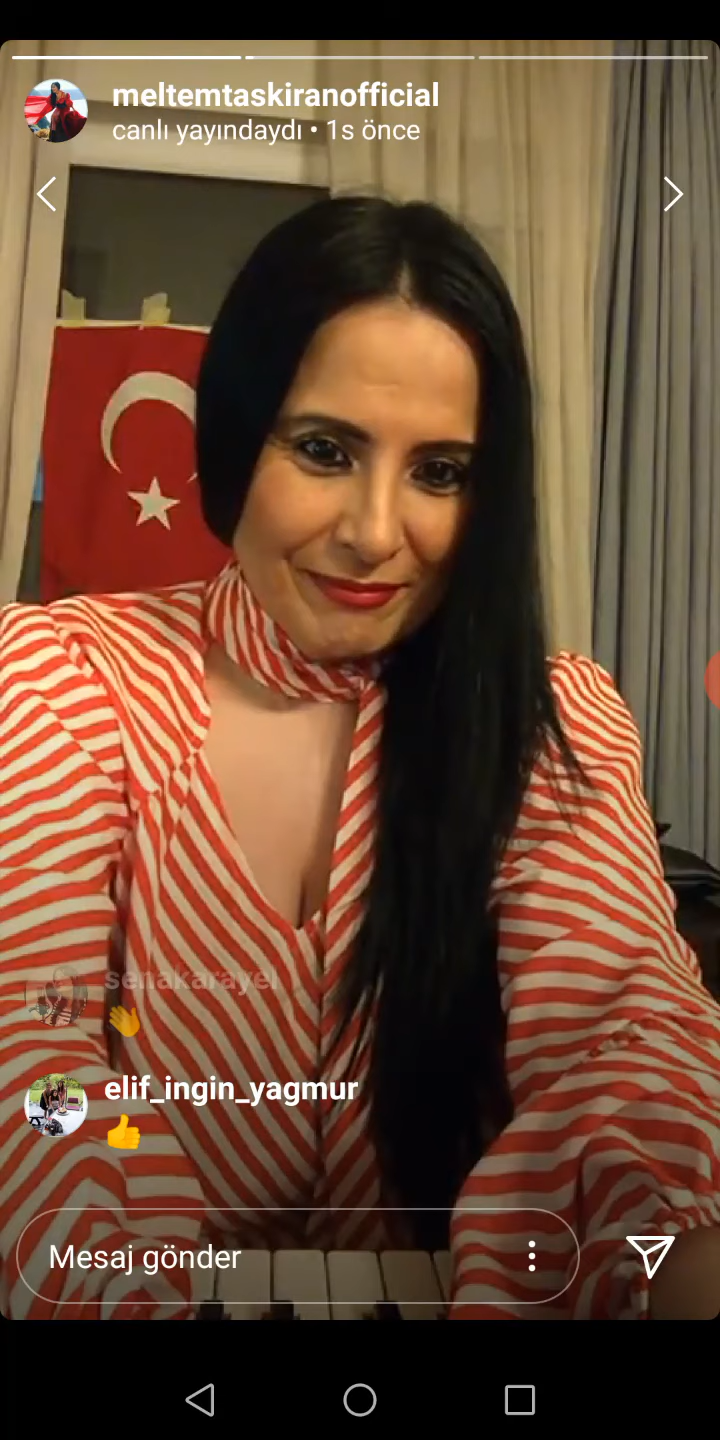 meltemtaskiranofficial
canlı yayındaydı • 1s önce
senakarayel
elif_ingin_yagmur
Mesaj gönder